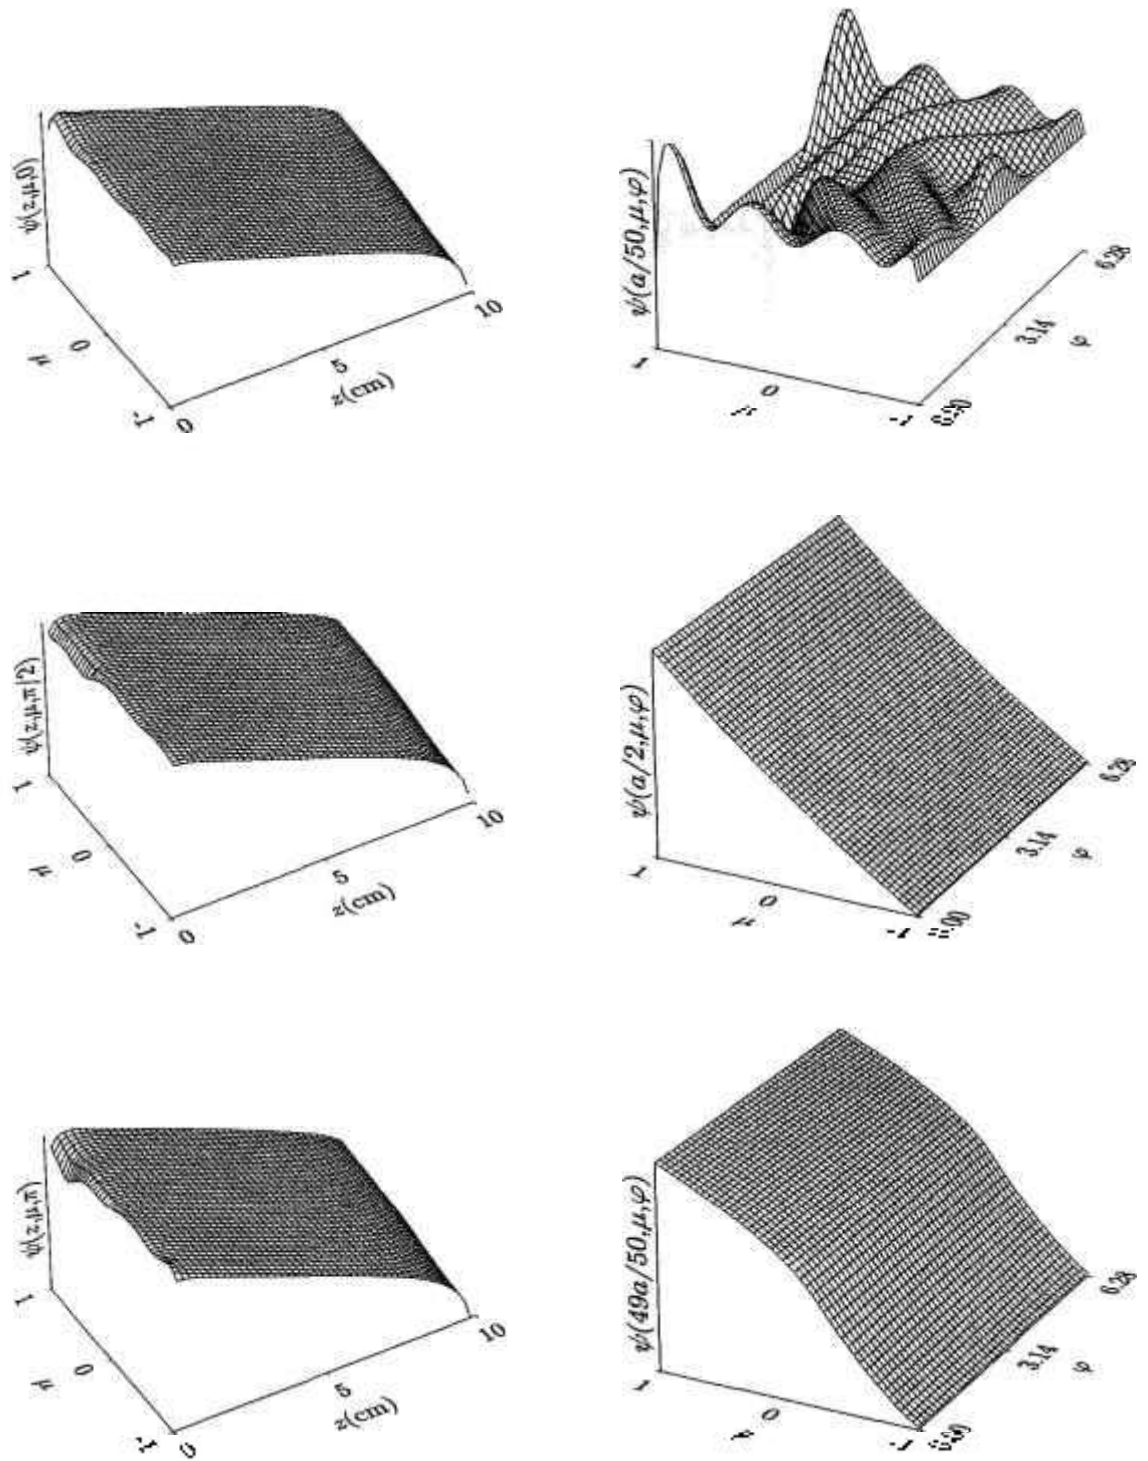 ψ(z,μ,0)
1
0
μ
-1
0
5
10
z(cm)
ψ(a/50,μ,φ)
1
0
μ
-1
3.14
6.28
φ
ψ(z,μ,π/2)
1
0
μ
-1
0
5
10
z(cm)
ψ(a/2,μ,φ)
1
0
μ
-1
3.14
6.28
φ
ψ(z,μ,π)
1
0
μ
-1
0
5
10
z(cm)
ψ(49a/50,μ,φ)
1
0
μ
-1
3.14
6.28
φ